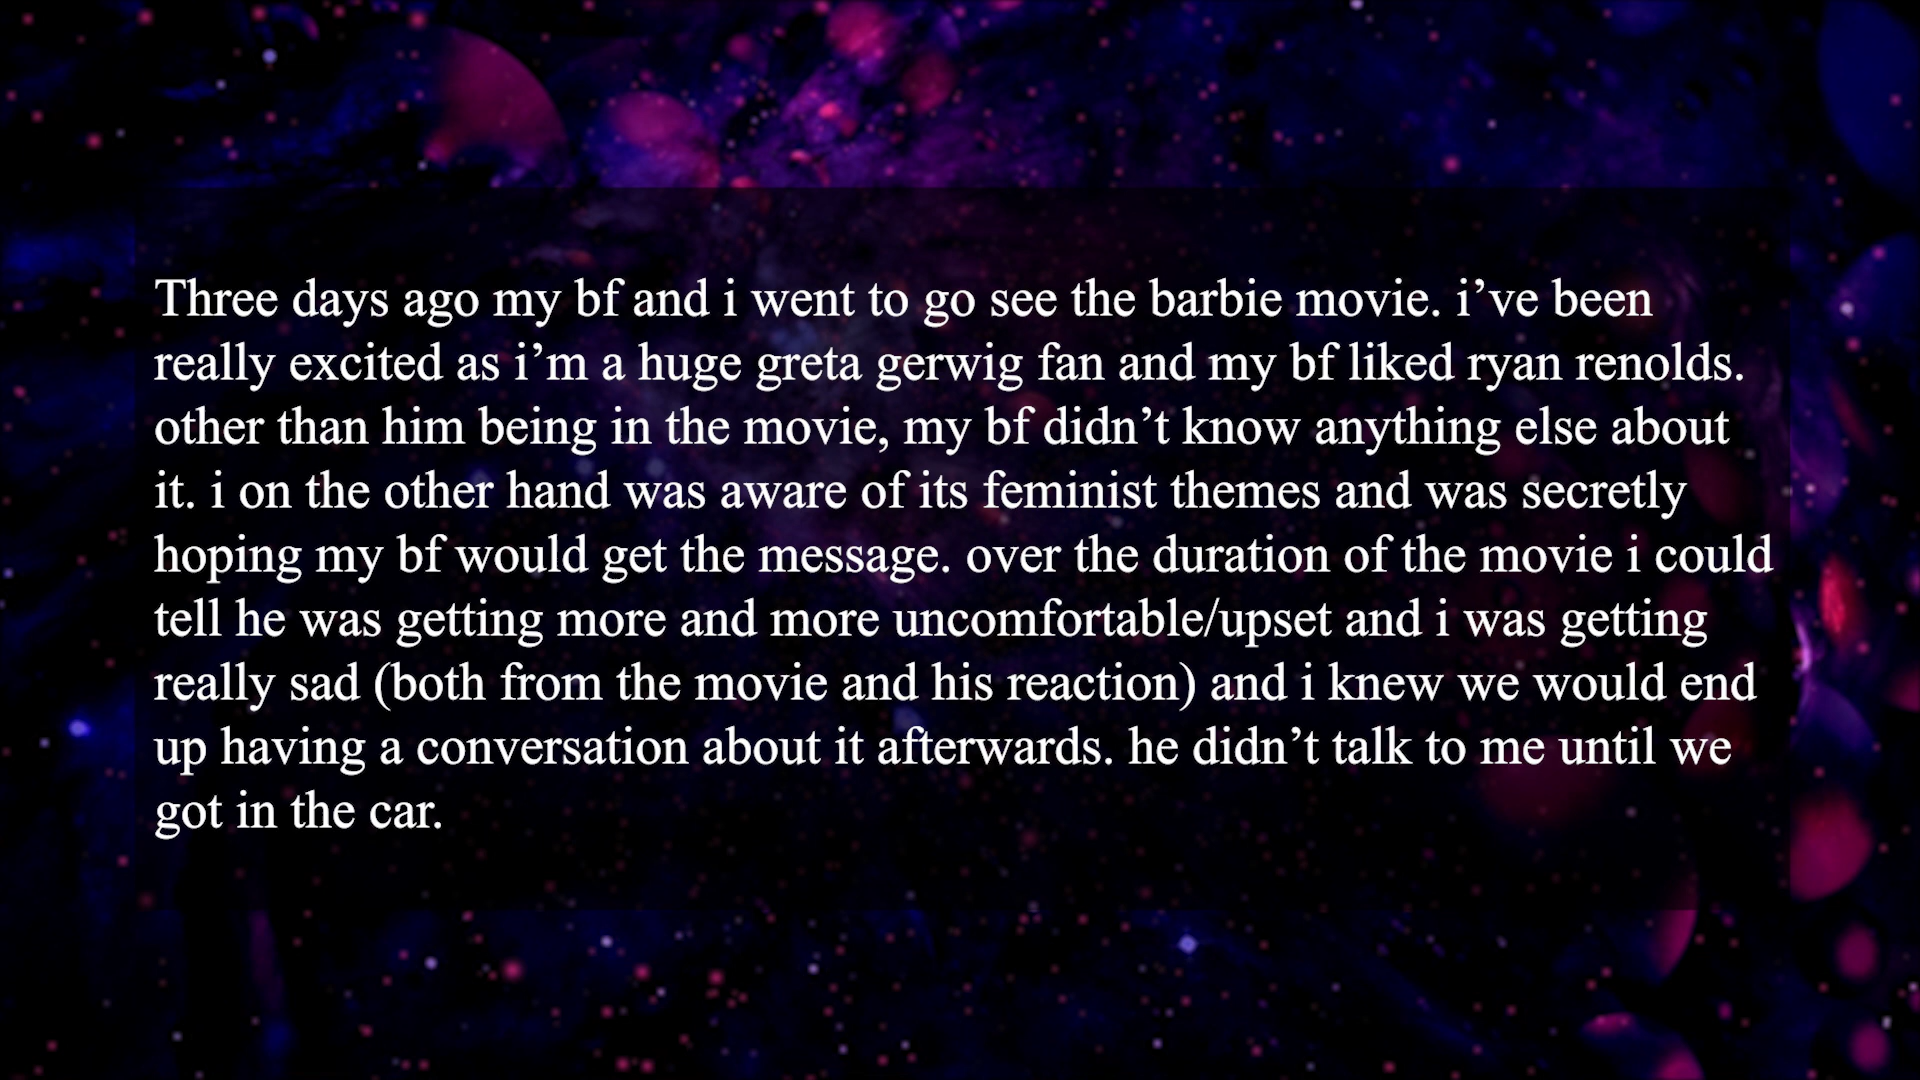 Three days ago my bf and i went to go see the barbie movie. i’ve been
really excited as i’m a huge greta gerwig fan and my bf liked ryan renolds.
other than him being in the movie, my bf didn’t know anything else about
it. i on the other hand was aware of its feminist themes and was secretly
hoping my bf would get the message. over the duration of the movie i could
tell he was getting more and more uncomfortable/upset and i was getting
really sad (both from the movie and his reaction) and i knew we would end
up having a conversation about it afterwards. he didn’t talk to me until we
got in the car.